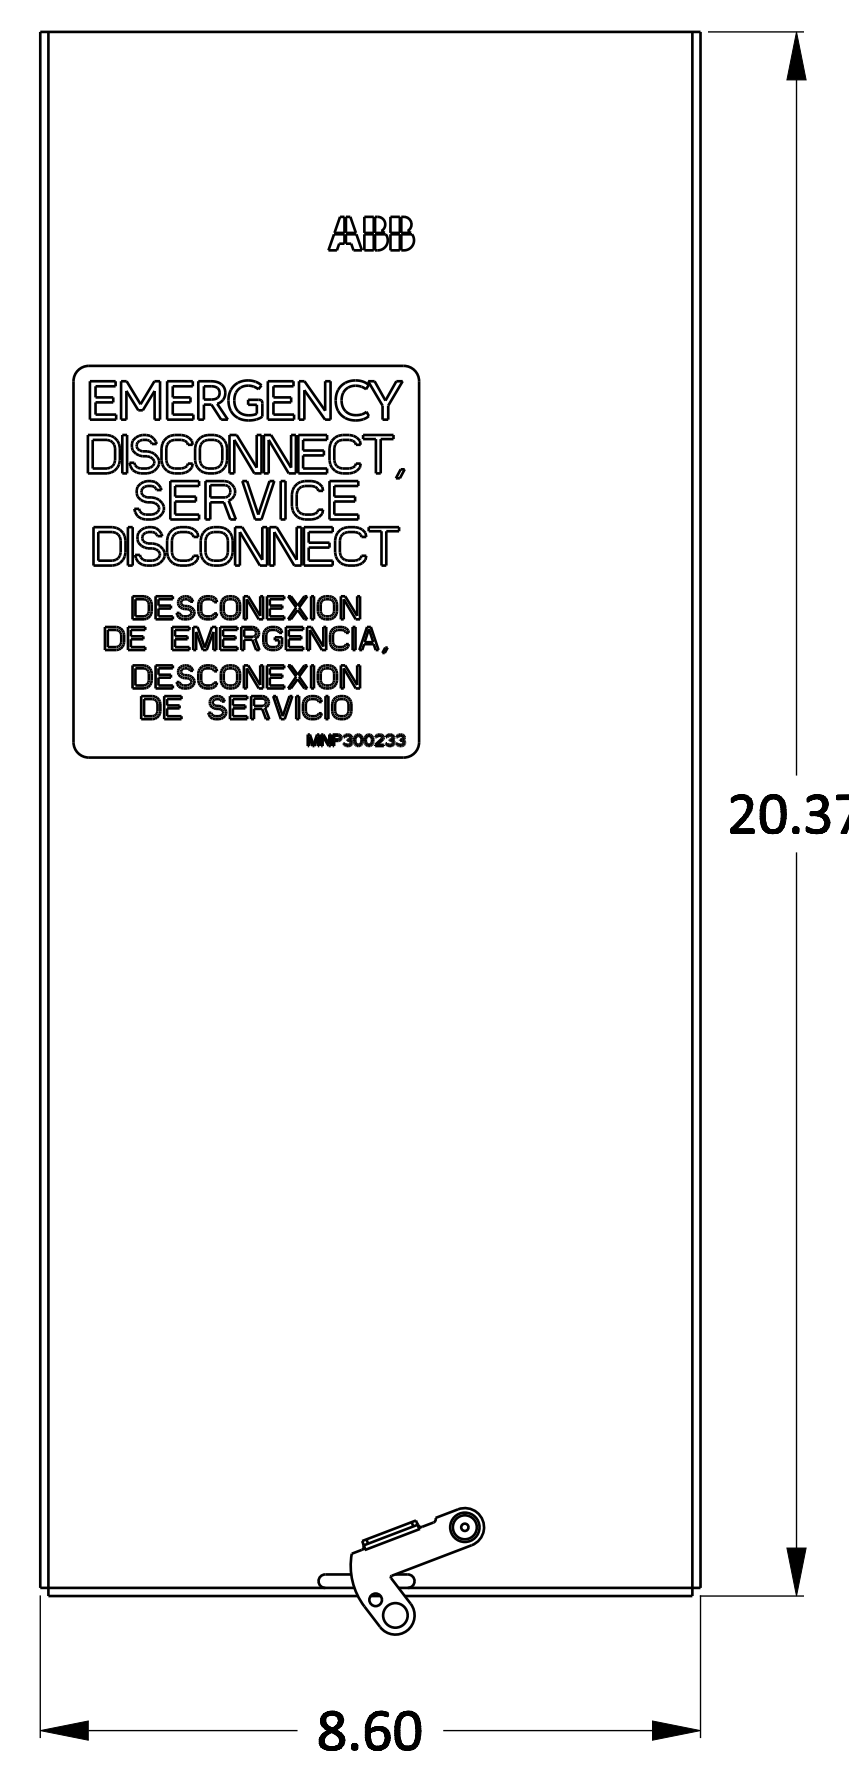 ABB
EMERGENCY
DISCONNECT,
SERVICE
DISCONNECT
DESCONEXION
DE EMERGENCIA,
DESCONEXION
DE SERVICIO
MNP300233
20.37
8.60